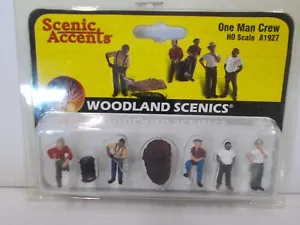 Scenic
Accents®
One Man Crew
HO Scale A1927
WOODLAND SCENICS®